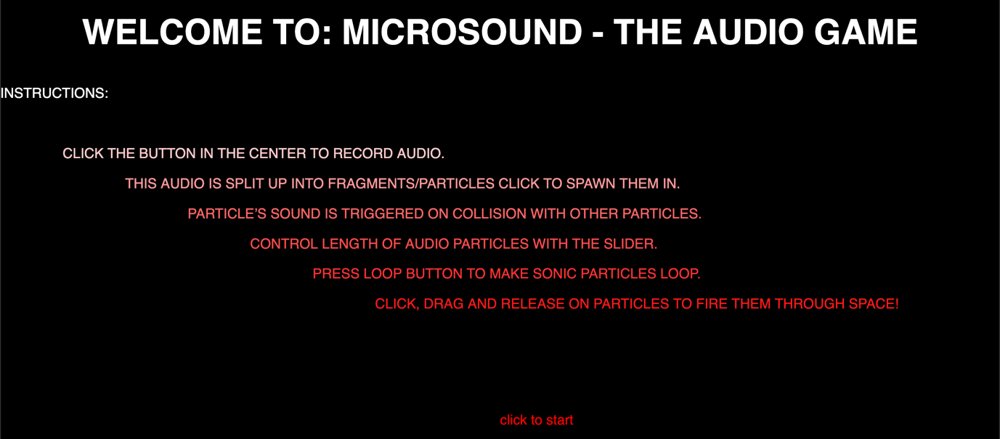 WELCOME TO: MICROSOUND - THE AUDIO GAME
INSTRUCTIONS:
CLICK THE BUTTON IN THE CENTER TO RECORD AUDIO.
THIS AUDIO IS SPLIT UP INTO FRAGMENTS/PARTICLES CLICK TO SPAWN THEM IN.
PARTICLE’S SOUND IS TRIGGERED ON COLLISION WITH OTHER PARTICLES.
CONTROL LENGTH OF AUDIO PARTICLES WITH THE SLIDER.
PRESS LOOP BUTTON TO MAKE SONIC PARTICLES LOOP.
CLICK, DRAG AND RELEASE ON PARTICLES TO FIRE THEM THROUGH SPACE!
click to start